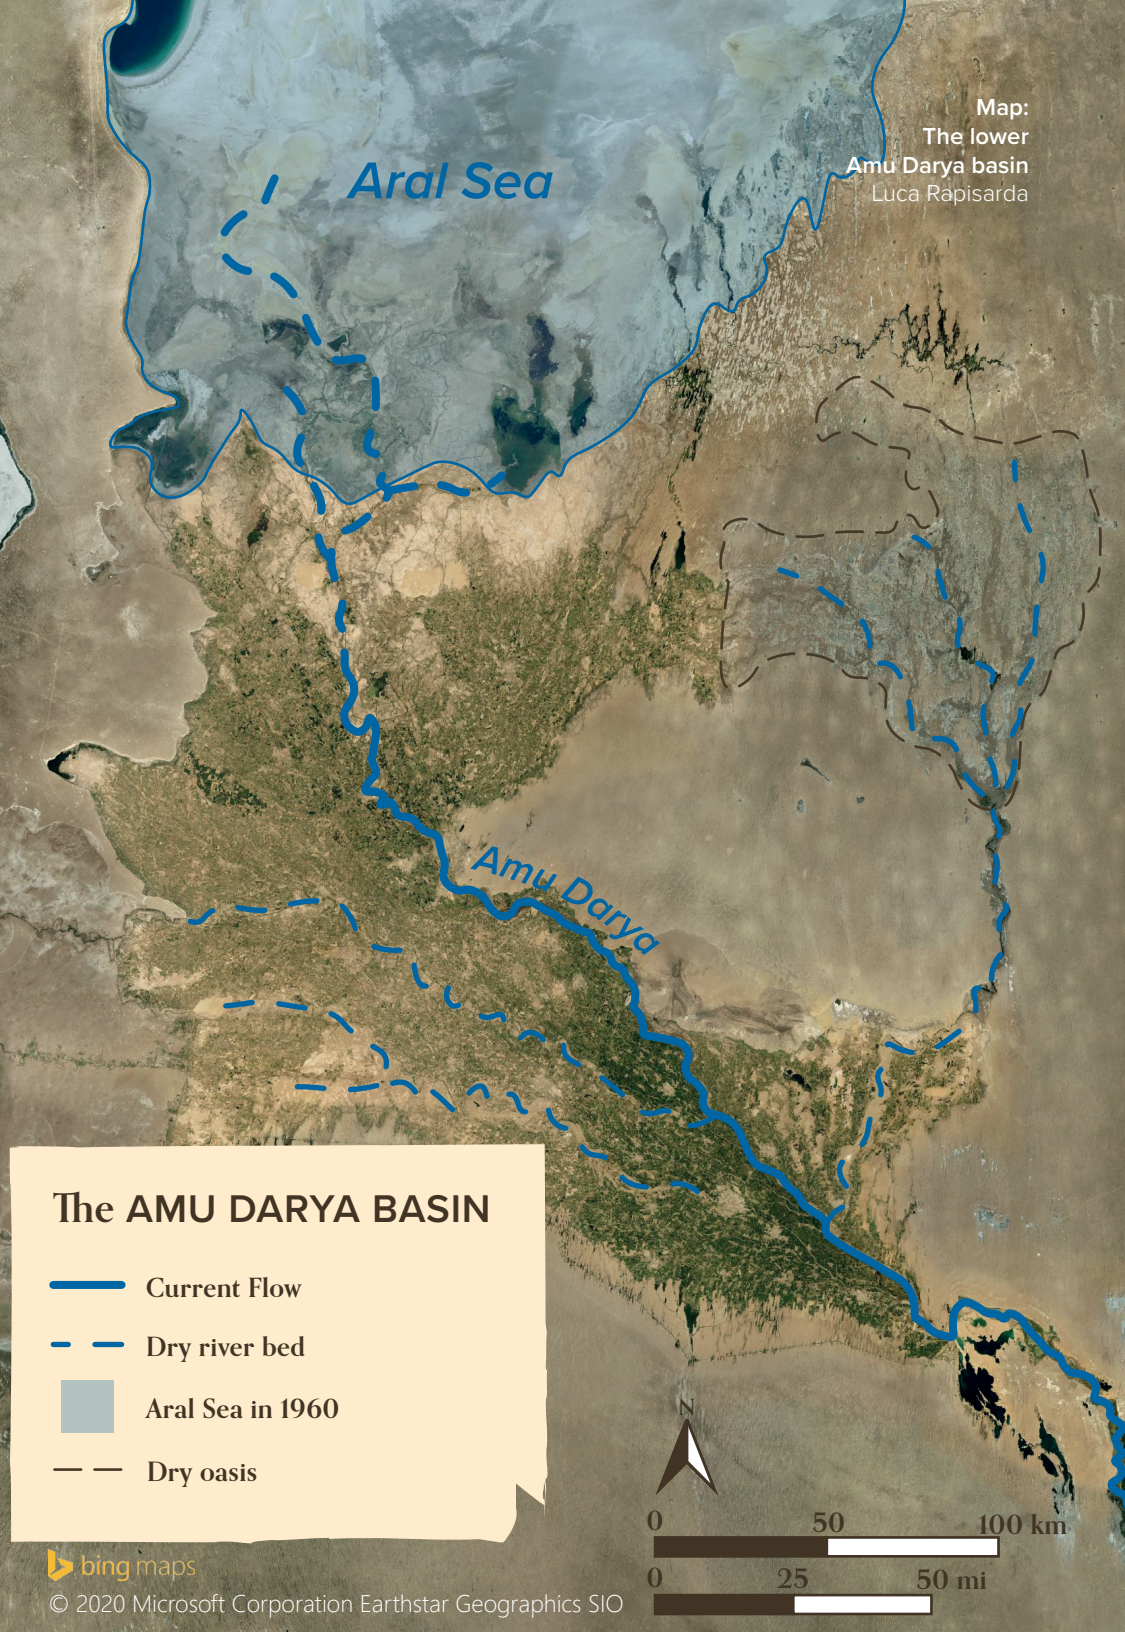 Map:
The lower
Amu Darya basin
Luca Rapisarda
Aral Sea
Amu Darya
The AMU DARYA BASIN
Current Flow
Dry river bed
Aral Sea in 1960
Dry oasis
N
0 50 100 km
0 25 50 mi
bing maps
© 2020 Microsoft Corporation Earthstar Geographics SIO